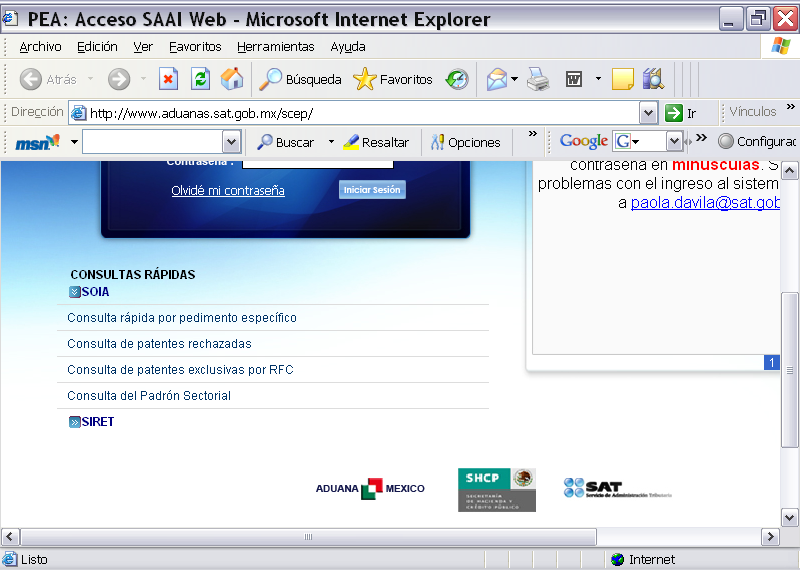 PEA: Acceso SAAI Web - Microsoft Internet Explorer
Archivo Edición Ver Favoritos Herramientas Ayuda
Atrás Búsqueda Favoritos
Dirección http://www.aduanas.sat.gob.mx/scep/ Ir Vínculos »
msn Buscar Resaltar Opciones » Google G »  Configurac
Contraseña :
Olvidé mi contraseña Iniciar Sesión
contraseña en minúsculas. S
problemas con el ingreso al sistem
a paola.davila@sat.gob
CONSULTAS RÁPIDAS
SOIA
Consulta rápida por pedimento específico
Consulta de patentes rechazadas
1
Consulta de patentes exclusivas por RFC
Consulta del Padrón Sectorial
SIRET
ADUANA MEXICO
SHCP
SECRETARÍA
DE HACIENDA Y
CRÉDITO PÚBLICO
SAT
Servicio de Administración Tributaria
Listo Internet